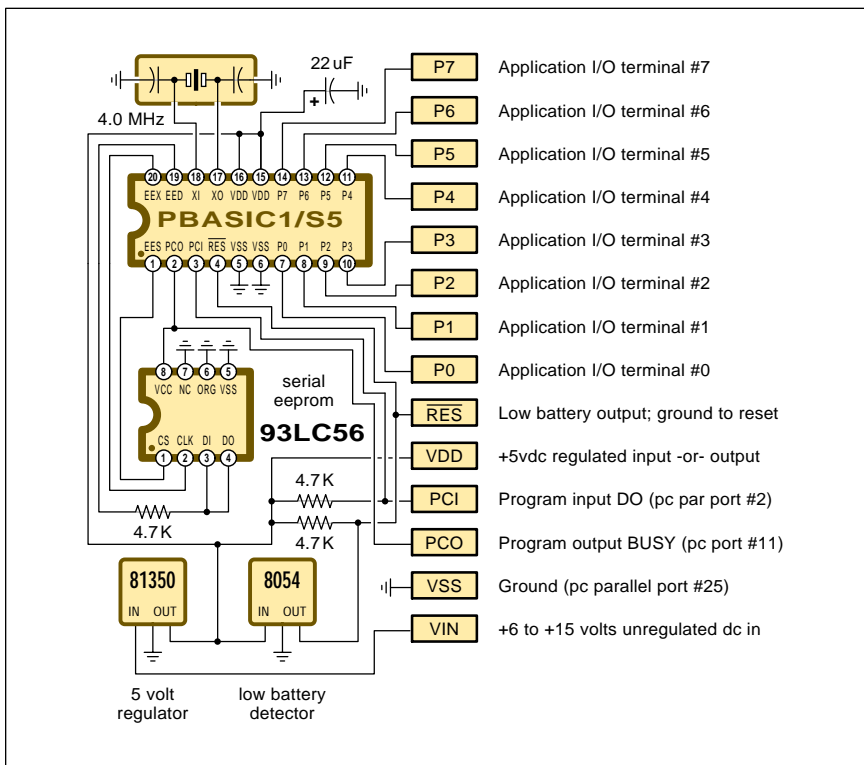 22 uF
4.0 MHz
P7 Application I/O terminal #7
P6 Application I/O terminal #6
P5 Application I/O terminal #5
P4 Application I/O terminal #4
P3 Application I/O terminal #3
P2 Application I/O terminal #2
P1 Application I/O terminal #1
P0 Application I/O terminal #0
RES Low battery output; ground to reset
VDD +5vdc regulated input -or- output
PCI Program input DO (pc par port #2)
PCO Program output BUSY (pc port #11)
VSS Ground (pc parallel port #25)
VIN +6 to +15 volts unregulated dc in
20 19 18 17 16 15 14 13 12 11
EEX EED XI XO VDD VDD P7 P6 P5 P4
PBASIC1/S5
EES PCO PCI RES VSS VSS P0 P1 P2 P3
1 2 3 4 5 6 7 8 9 10
8 7 6 5
VCC NC ORG VSS
CS CLK DI DO
1 2 3 4
serial
eeprom
93LC56
4.7K
4.7K
4.7K
81350
IN OUT
5 volt
regulator
8054
IN OUT
low battery
detector
+